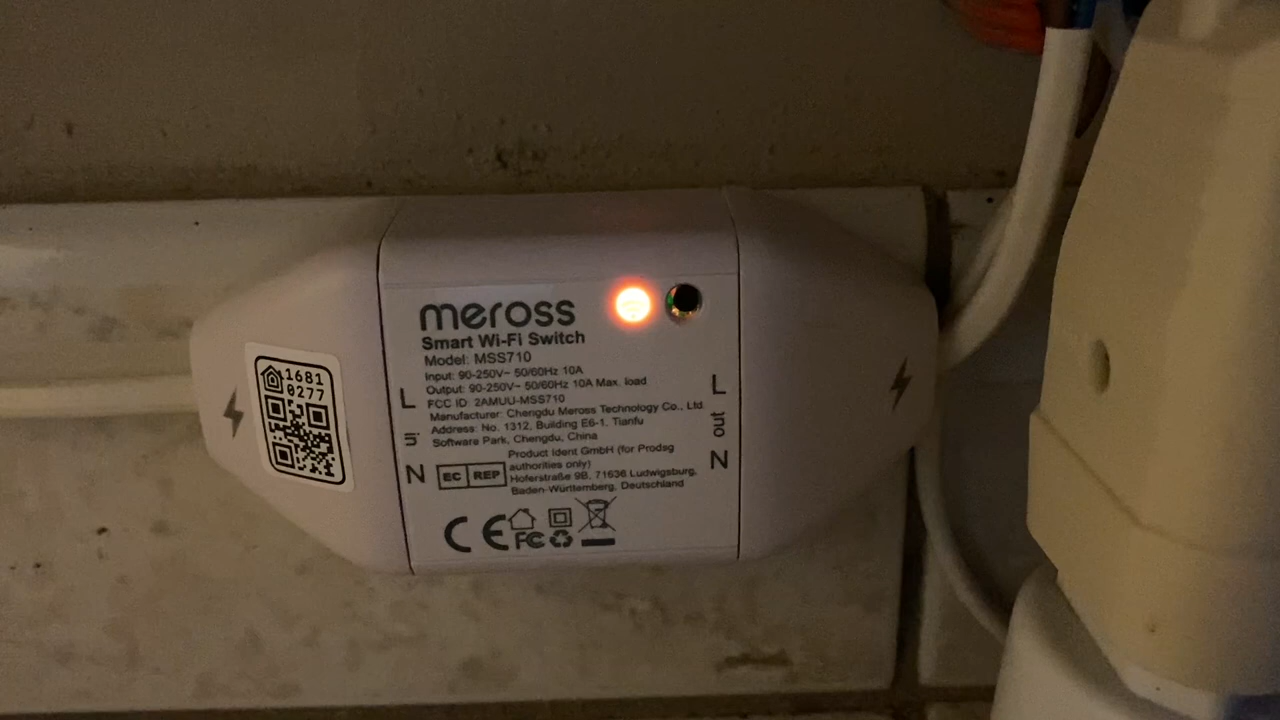 meross
Smart Wi-Fi Switch
Model: MSS710
Input: 90-250V~ 50/60Hz 10A
Output: 90-250V~ 50/60Hz 10A Max. load
FCC ID: 2AMUU-MSS710
Manufacturer: Chengdu Meross Technology Co., Ltd
Address: No. 1312, Building E6-1, Tianfu
Software Park, Chengdu, China
Product Ident GmbH (for Prodsg
authorities only)
Hoferstraße 9B, 71636 Ludwigsburg,
Baden-Württemberg, Deutschland
EC REP
CE
FC
L
in
N
L
out
N
1681
0277